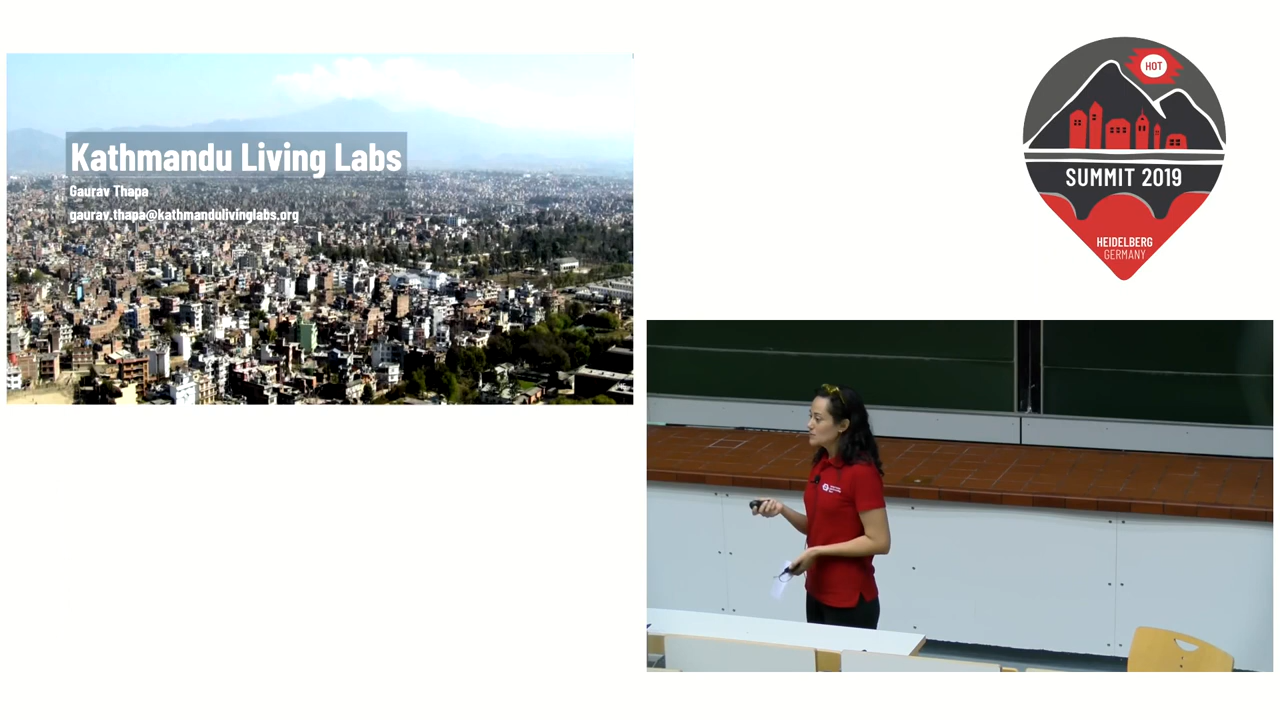 Kathmandu Living Labs
Gaurav Thapa
gaurav.thapa@kathmandulivinglabs.org
HOT
SUMMIT 2019
HEIDELBERG
GERMANY